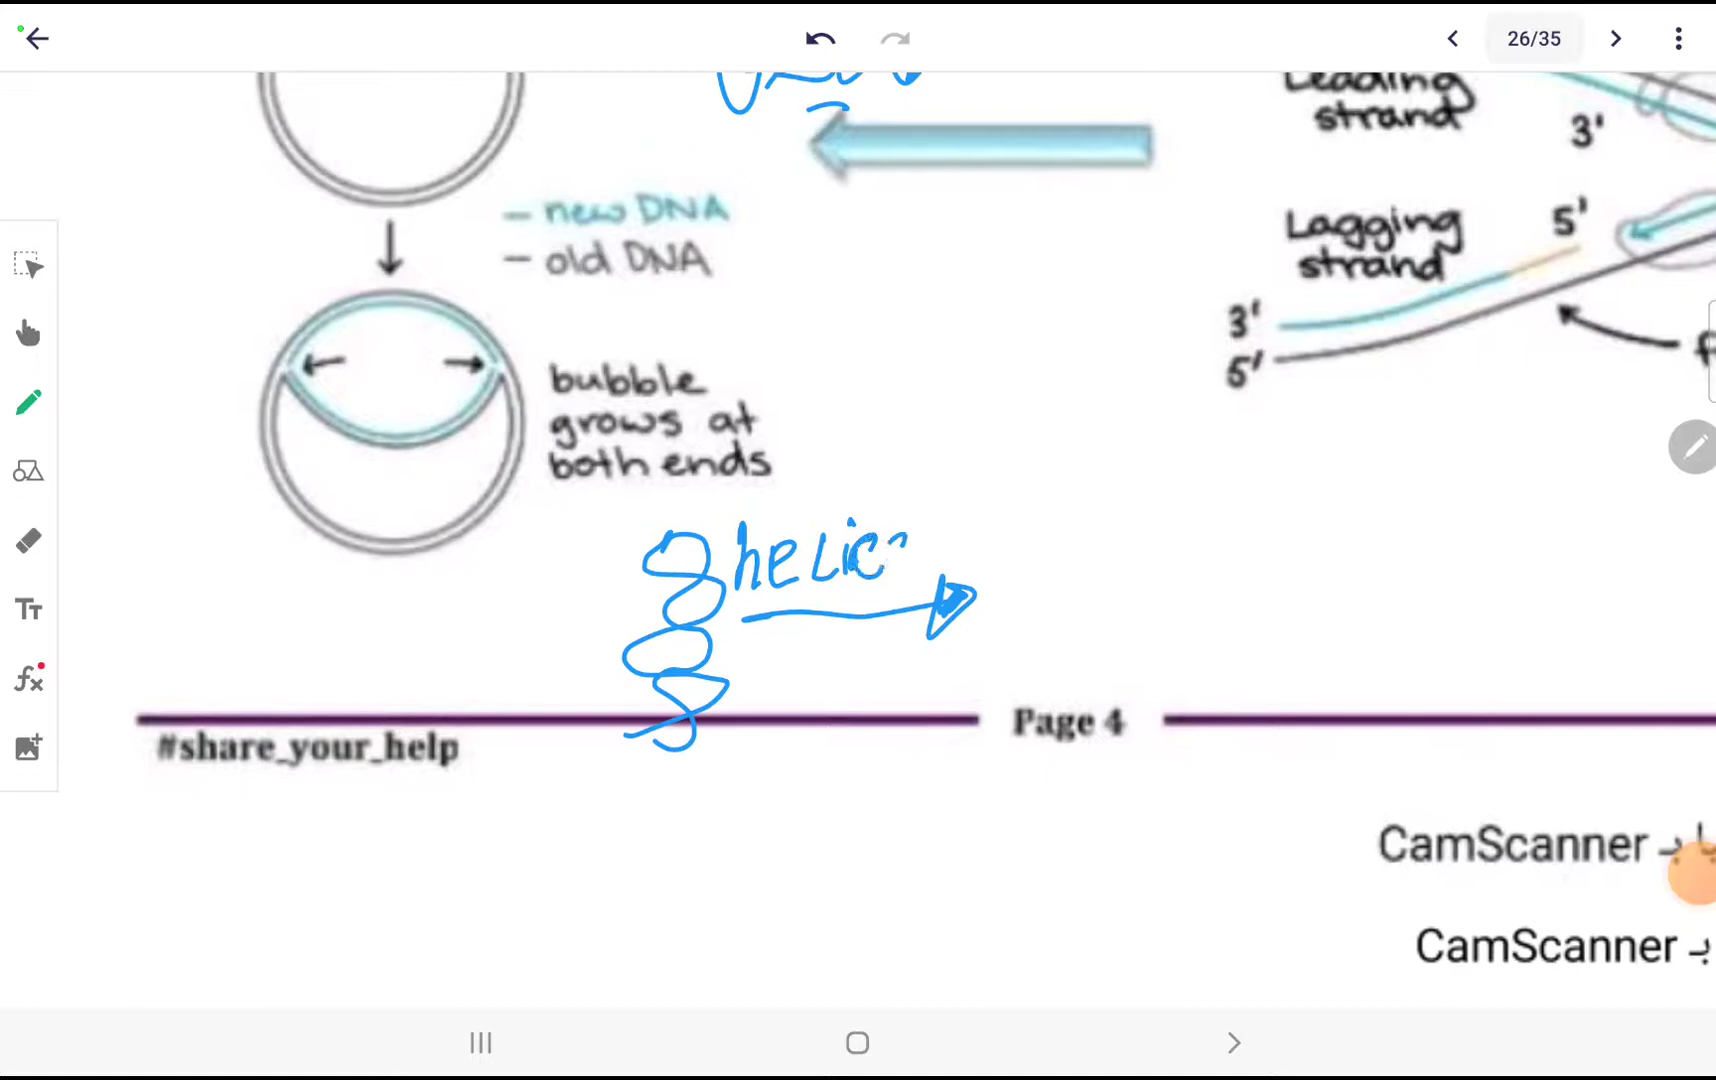 26/35
Leading
strand
3'
- new DNA
- old DNA
Lagging
strand
5'
3'
5'
bubble
grows at
both ends
helic
Page 4
#share_your_help
CamScanner
CamScanner